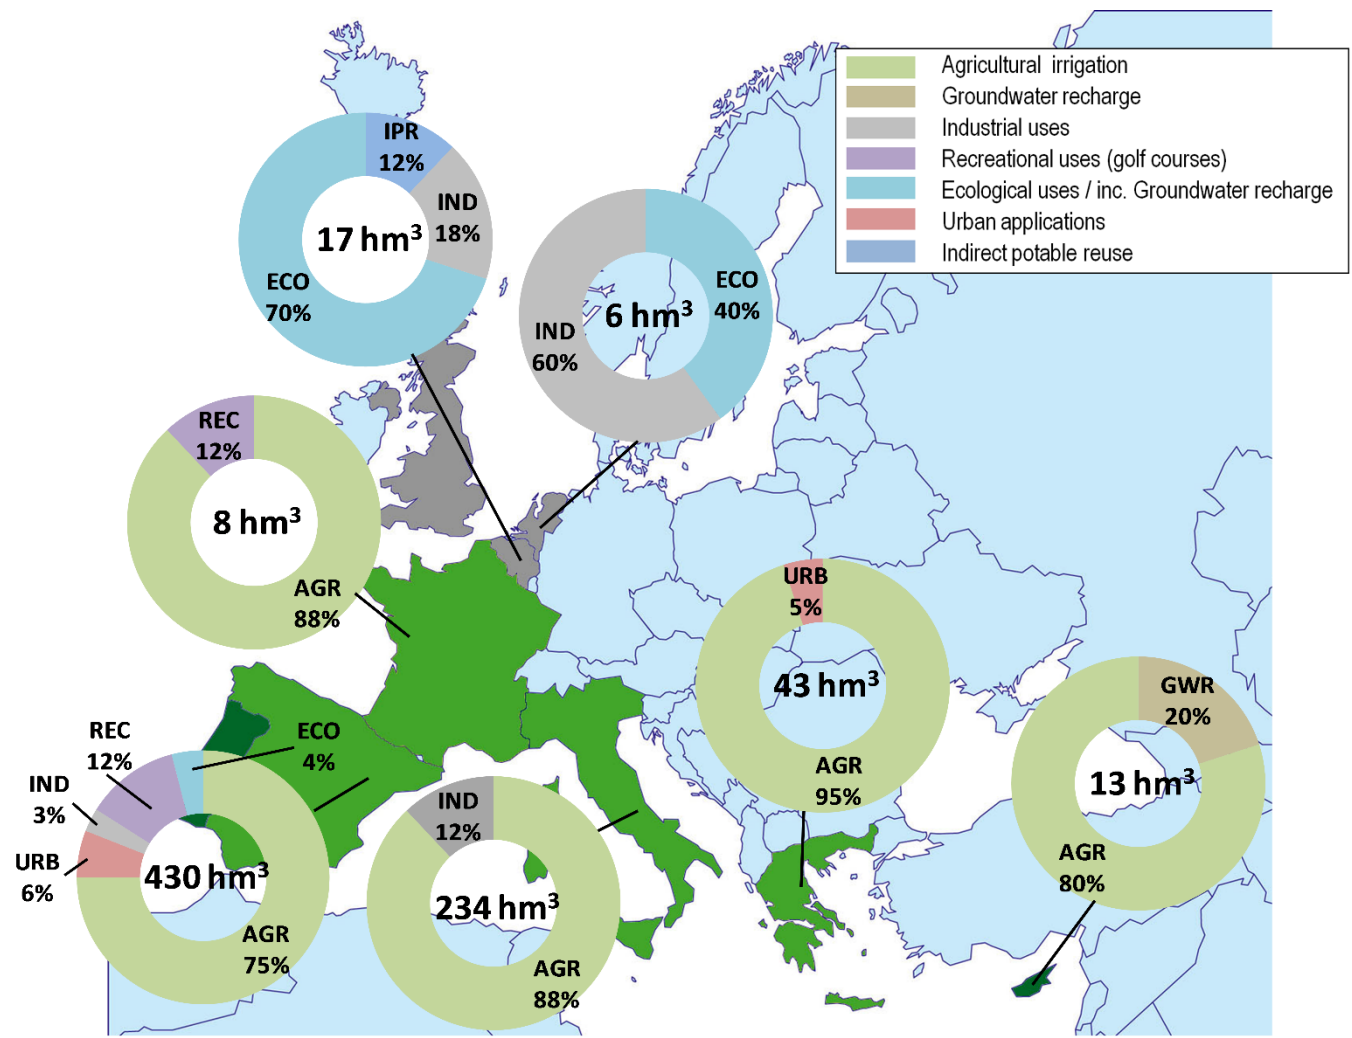 Agricultural irrigation
Groundwater recharge
Industrial uses
Recreational uses (golf courses)
Ecological uses / inc. Groundwater recharge
Urban applications
Indirect potable reuse
IPR
12%
IND
18%
17 hm³
ECO
70%
ECO
40%
6 hm³
IND
60%
REC
12%
8 hm³
AGR
88%
URB
5%
43 hm³
AGR
95%
GWR
20%
13 hm³
AGR
80%
REC
12%
ECO
4%
IND
3%
URB
6%
430 hm³
AGR
75%
IND
12%
234 hm³
AGR
88%